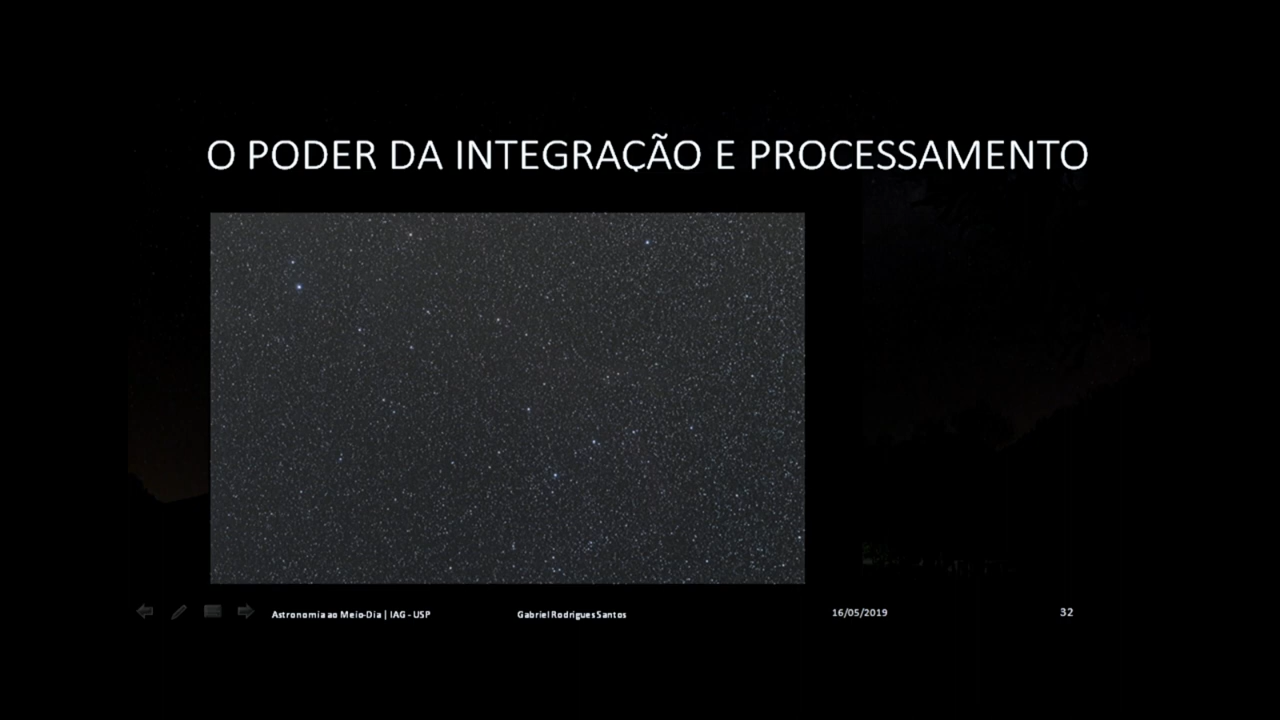 O PODER DA INTEGRAÇÃO E PROCESSAMENTO
Astronomia ao Meio-Dia | IAG - USP
Gabriel Rodrigues Santos
16/05/2019
32